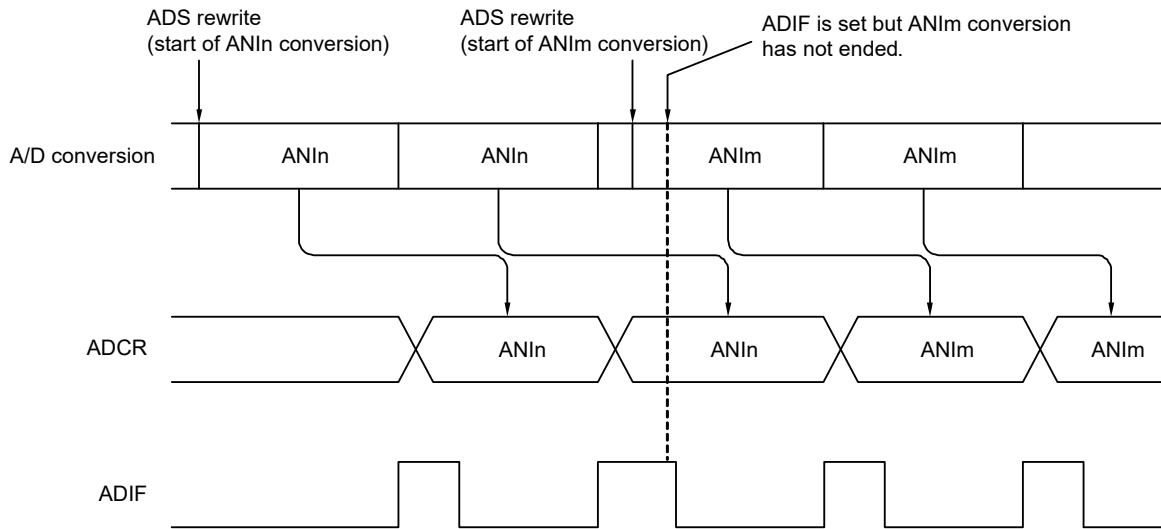 ADS rewrite
(start of ANIn conversion)
ADS rewrite
(start of ANIm conversion)
ADIF is set but ANIm conversion
has not ended.
A/D conversion
ANIn
ANIn
ANIm
ANIm
ADCR
ANIn
ANIn
ANIm
ANIm
ADIF